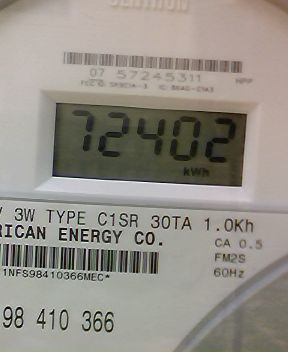 CENTRON
07 57245311
72402
kWh
3W TYPE C1SR 30TA 1.0Kh
RICAN ENERGY CO.
CA 0.5
FM2S
60Hz
1NFS98410366MEC*
98 410 366